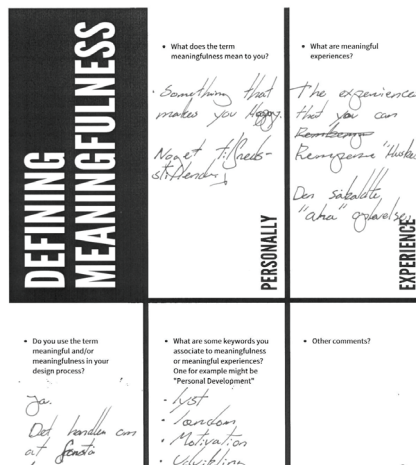 DEFINING
MEANINGFULNESS
• What does the term
meaningfulness mean to you?
• Something that
makes you Happy.
Noget tilfreds-
stillende
PERSONALLY
• What are meaningful
experiences?
The experiences
that you can
Remember "Huske
Den såkaldte
"aha" oplevelse
EXPERIENCE
• Do you use the term
meaningful and/or
meaningfulness in your
design process?
Ja.
Det handler om
at
• What are some keywords you
associate to meaningfulness
or meaningful experiences?
One for example might be
"Personal Development"
• Lyst
• Motivation
• Udvikling
• Other comments?